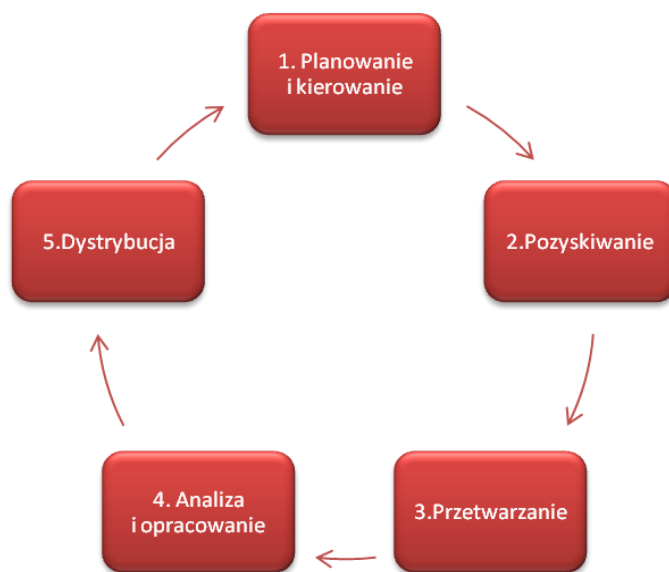 1. Planowanie
i kierowanie
2.Pozyskiwanie
3.Przetwarzanie
4. Analiza
i opracowanie
5.Dystrybucja